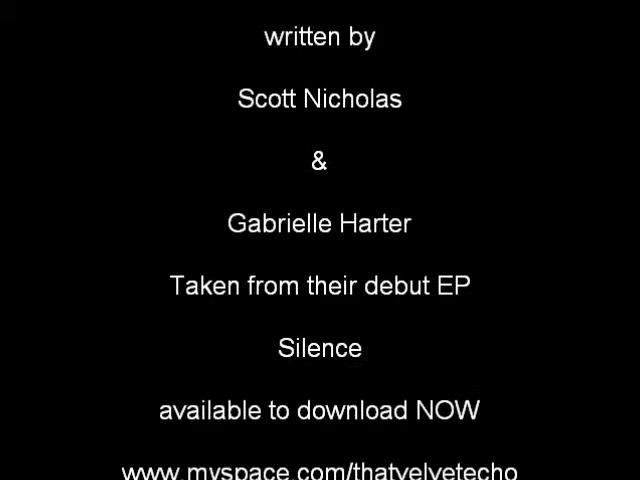 written by
Scott Nicholas
&
Gabrielle Harter
Taken from their debut EP
Silence
available to download NOW
www.myspace.com/thatvelvetecho